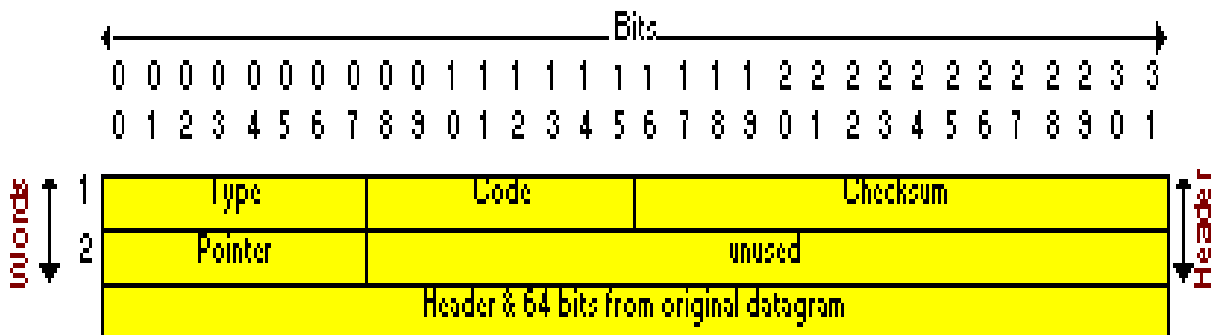 Bits
0 0 0 0 0 0 0 0 0 0 1 1 1 1 1 1 1 1 1 1 2 2 2 2 2 2 2 2 2 2 3 3
0 1 2 3 4 5 6 7 8 9 0 1 2 3 4 5 6 7 8 9 0 1 2 3 4 5 6 7 8 9 0 1
Words
1 Type Code Checksum
Header
2 Pointer unused
Header & 64 bits from original datagram